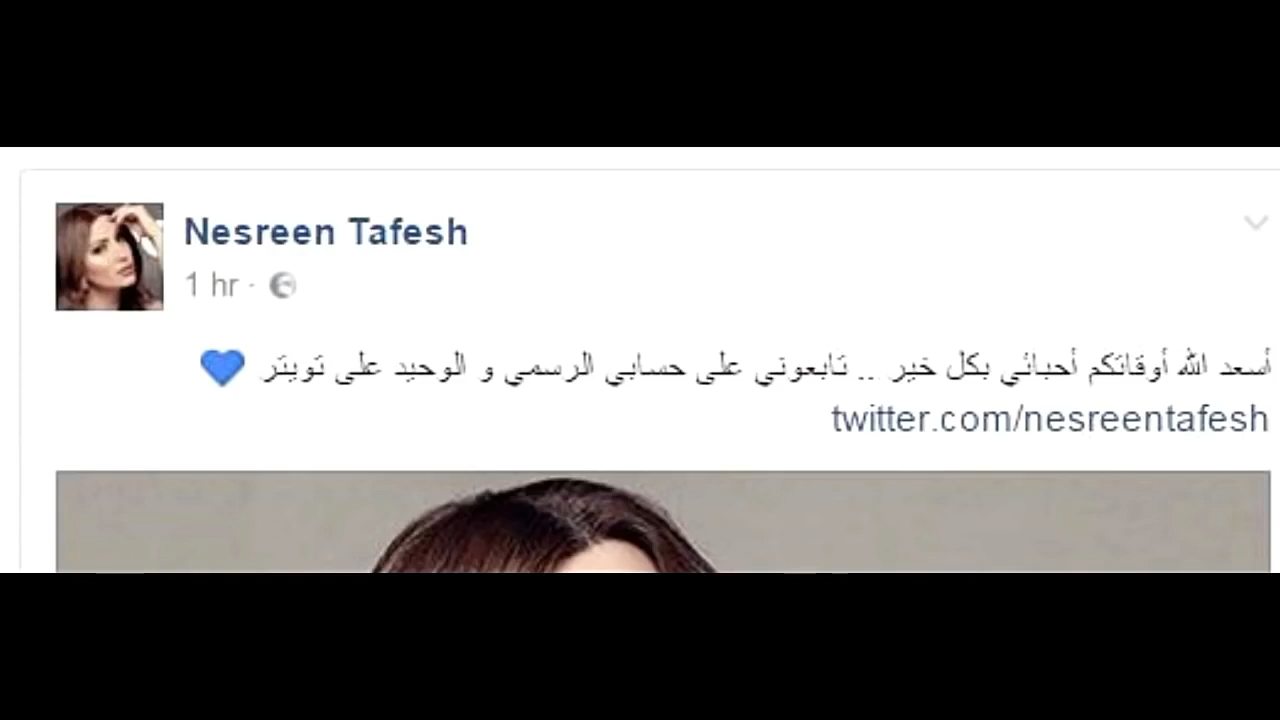 Nesreen Tafesh
1 hr ·
أسعد الله أوقاتكم أحبائي بكل خير .. تابعوني على حسابي الرسمي و الوحيد على تويتر 💙
twitter.com/nesreentafesh